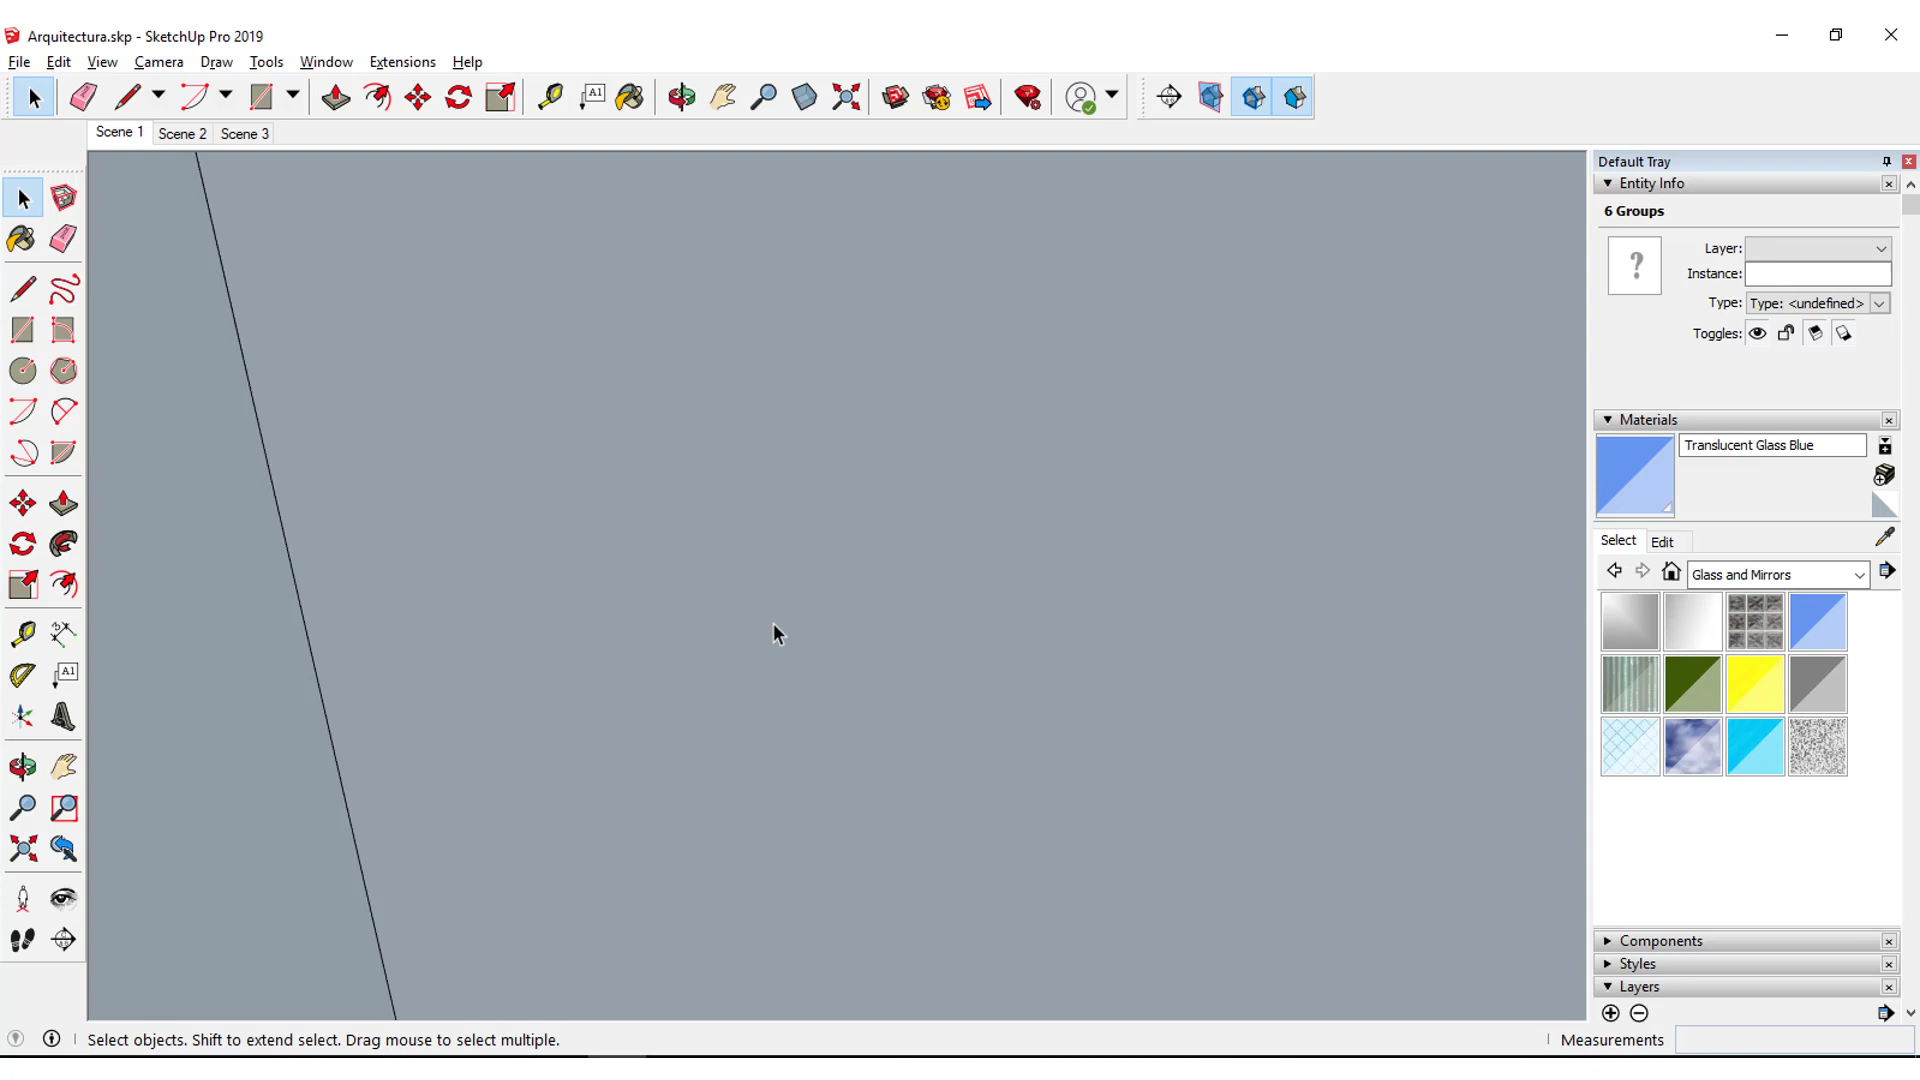 Arquitectura.skp - SketchUp Pro 2019
File Edit View Camera Draw Tools Window Extensions Help
A1
Scene 1 Scene 2 Scene 3
Default Tray
Entity Info
6 Groups
Layer:
?
Instance:
Type: Type: <undefined>
Toggles:
Materials
Translucent Glass Blue
Select Edit
Glass and Mirrors
A1
Components
Styles
Layers
Select objects. Shift to extend select. Drag mouse to select multiple.
Measurements